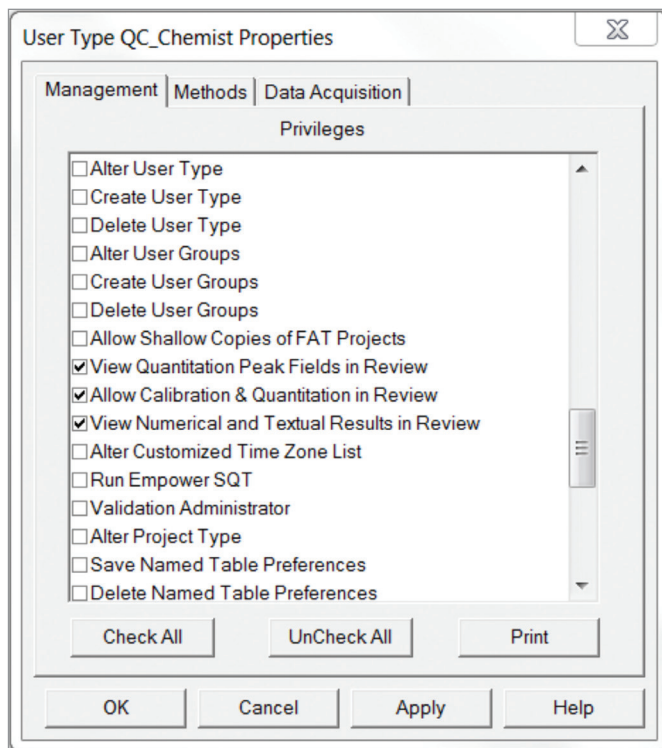 User Type QC_Chemist Properties
Management Methods Data Acquisition
Privileges
Alter User Type
Create User Type
Delete User Type
Alter User Groups
Create User Groups
Delete User Groups
Allow Shallow Copies of FAT Projects
View Quantitation Peak Fields in Review
Allow Calibration & Quantitation in Review
View Numerical and Textual Results in Review
Alter Customized Time Zone List
Run Empower SQT
Validation Administrator
Alter Project Type
Save Named Table Preferences
Delete Named Table Preferences
Check All UnCheck All Print
OK Cancel Apply Help